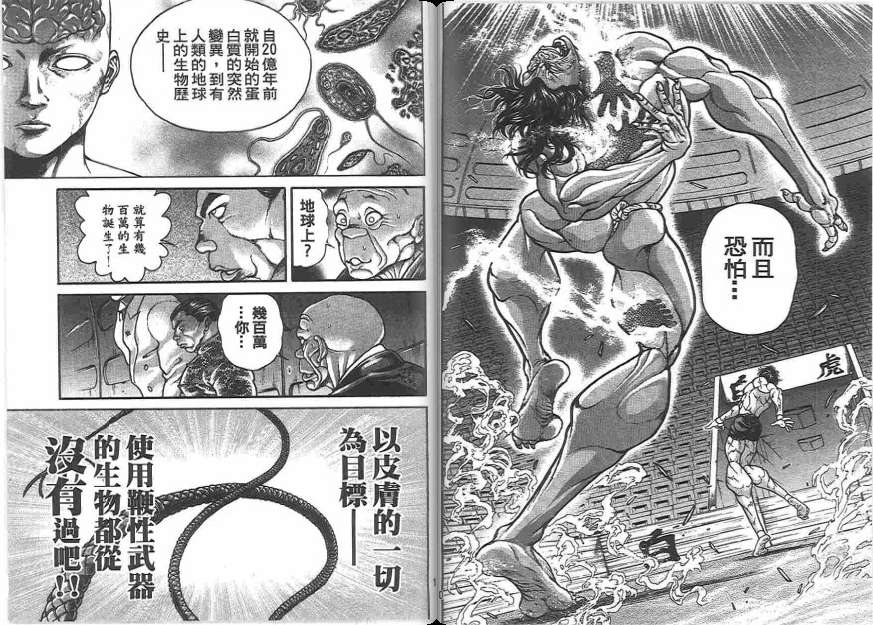 而且
恐怕…
虎
白
白
自20億年前
就開始的蛋
白質的突然
變異，到有
人類的地球
上的生物歷
史——
地球上？
就算有幾
百萬的生
物誕生了！
幾百萬
…你…
以皮膚的一切
為目標——
使用鞭性武器
的生物都從
沒有過吧!!